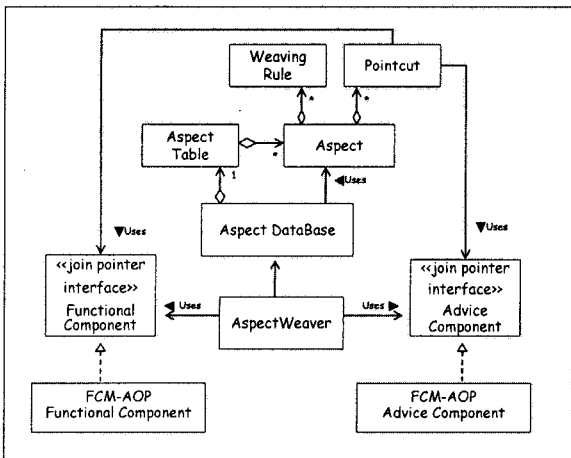 Weaving
Rule
Pointcut
*
*
Aspect
Table
*
Aspect
1
◀Uses
▼Uses
Aspect DataBase
▼Uses
<<join pointer
interface>>
Functional
Component
◀ Uses
AspectWeaver
Uses ▶
<<join pointer
interface>>
Advice
Component
FCM-AOP
Functional Component
FCM-AOP
Advice Component